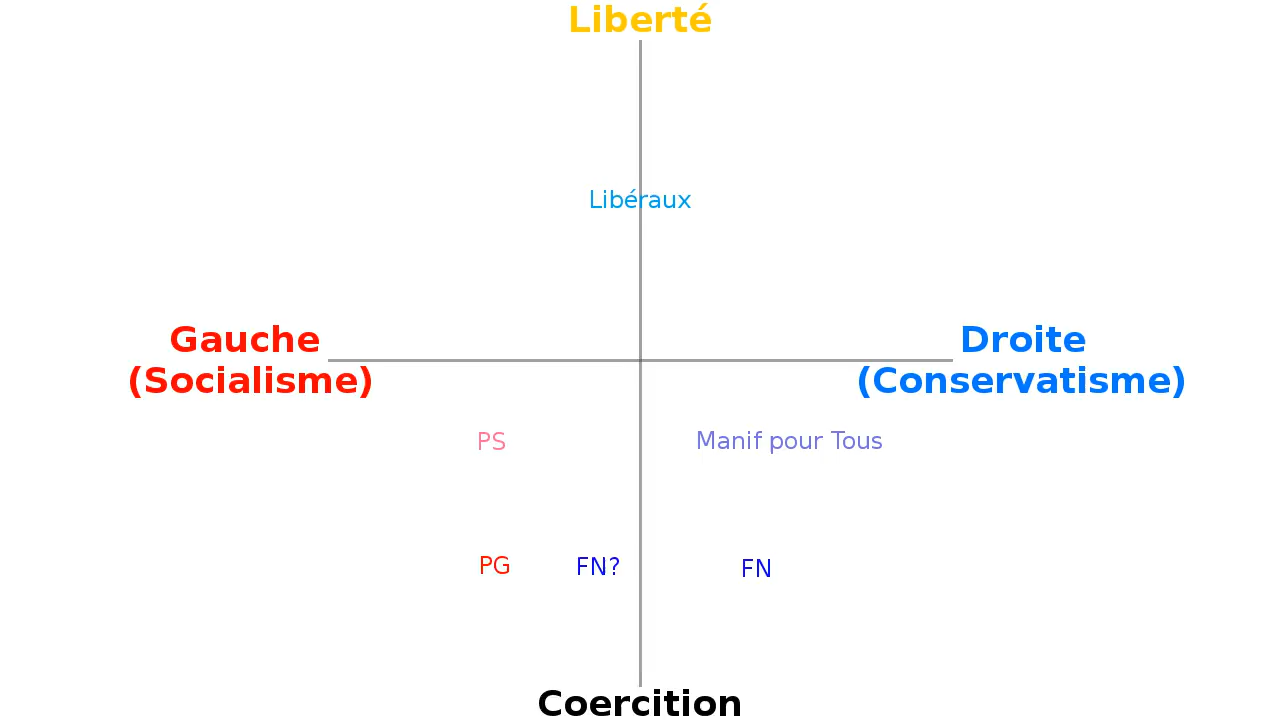 Liberté
Libéraux
Gauche
(Socialisme)
Droite
(Conservatisme)
PS
Manif pour Tous
PG
FN?
FN
Coercition